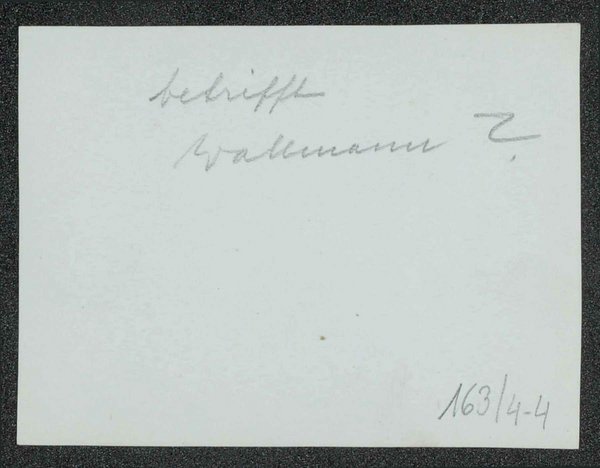 betrifft
Wallmann ?
163/4-4